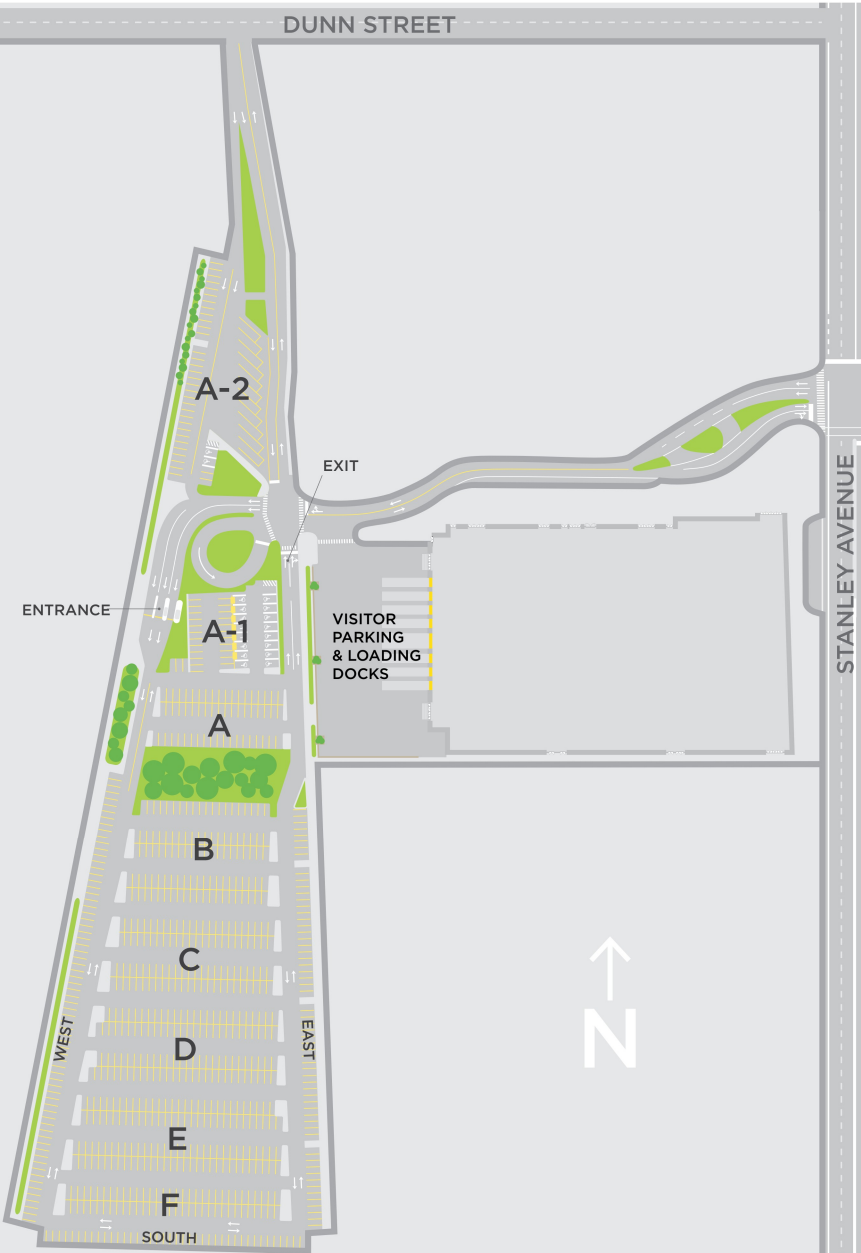 DUNN STREET
A-2
EXIT
STANLEY AVENUE
ENTRANCE
A-1
VISITOR
PARKING
& LOADING
DOCKS
A
B
C
WEST
EAST
D
N
E
F
SOUTH